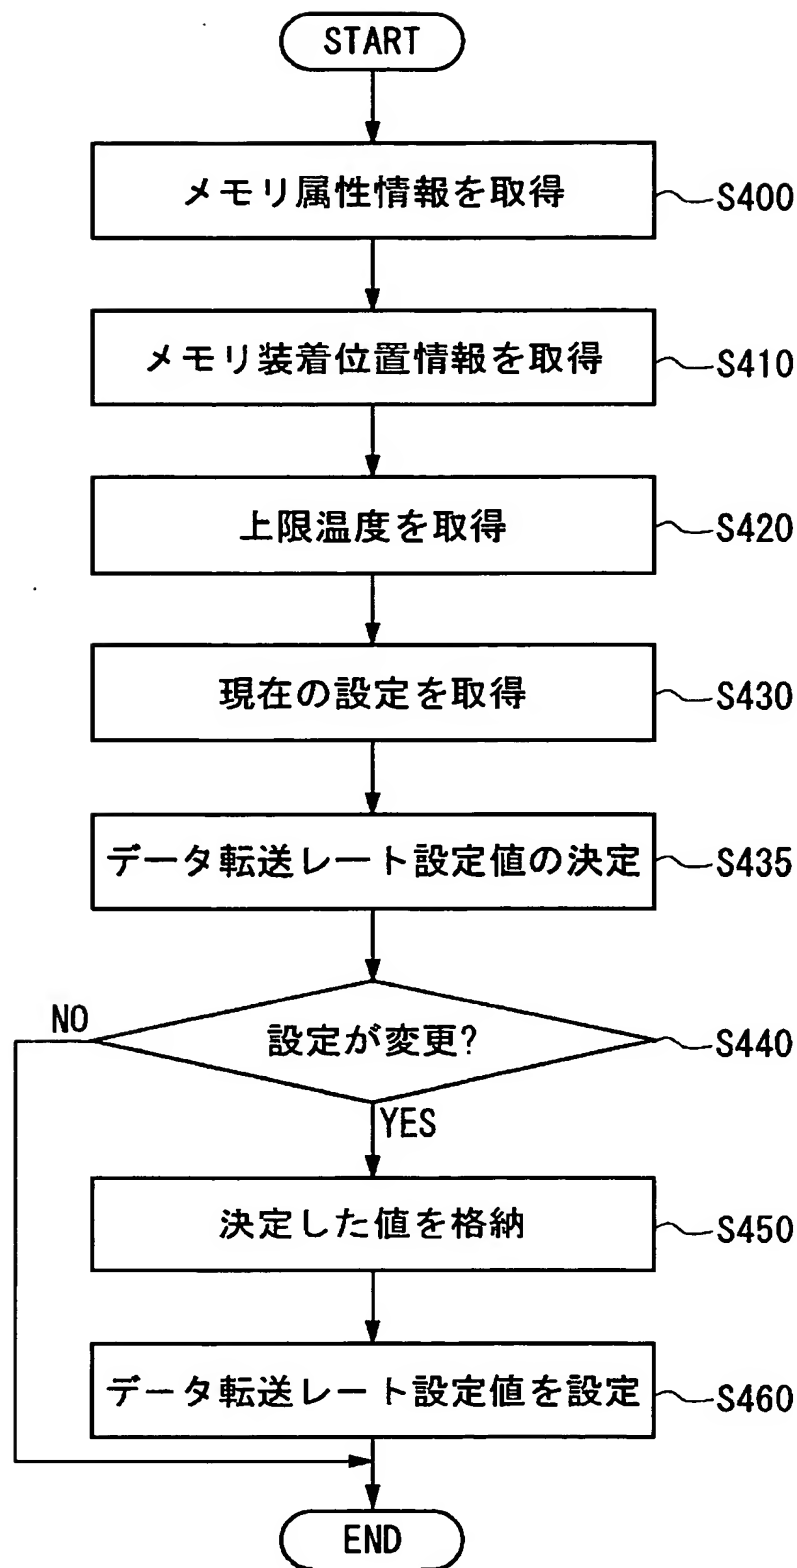 START
メモリ属性情報を取得
S400
メモリ装着位置情報を取得
S410
上限温度を取得
S420
現在の設定を取得
S430
データ転送レート設定値の決定
S435
設定が変更?
S440
NO
YES
決定した値を格納
S450
データ転送レート設定値を設定
S460
END